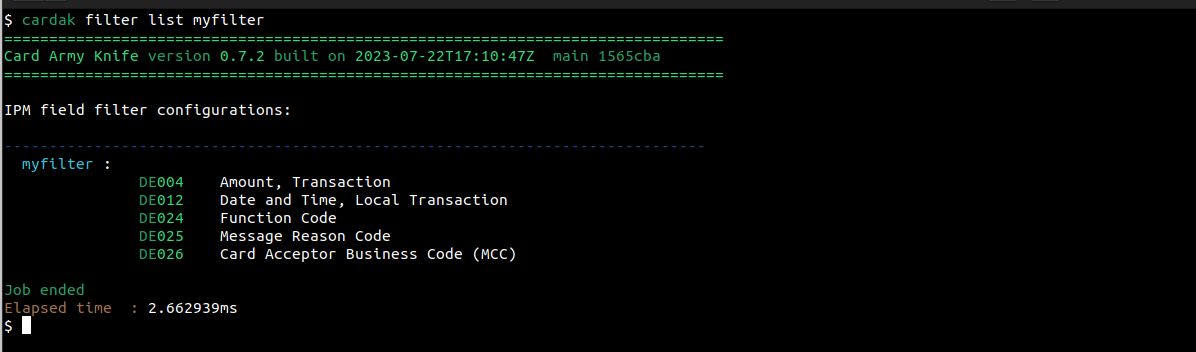 $ cardak filter list myfilter
================================================================================
Card Army Knife version 0.7.2 built on 2023-07-22T17:10:47Z  main 1565cba
================================================================================
IPM field filter configurations:
------------------------------------------------------------------------------
myfilter :
DE004    Amount, Transaction
DE012    Date and Time, Local Transaction
DE024    Function Code
DE025    Message Reason Code
DE026    Card Acceptor Business Code (MCC)
Job ended
Elapsed time  : 2.662939ms
$